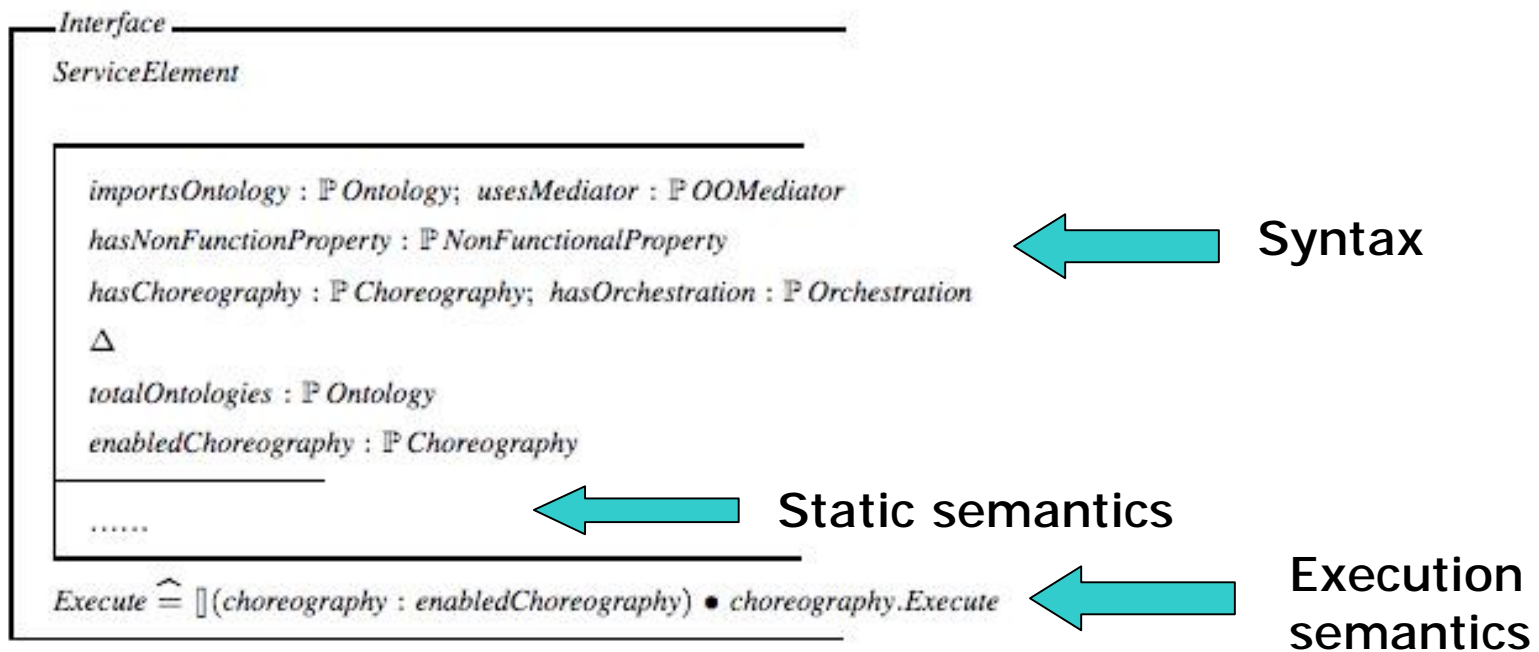 Interface
ServiceElement
importsOntology : ℙ Ontology; usesMediator : ℙ OOMediator
hasNonFunctionProperty : ℙ NonFunctionalProperty
Syntax
hasChoreography : ℙ Choreography; hasOrchestration : ℙ Orchestration
Δ
totalOntologies : ℙ Ontology
enabledChoreography : ℙ Choreography
......
Static semantics
Execute ≙ [](choreography : enabledChoreography) • choreography.Execute
Execution
semantics